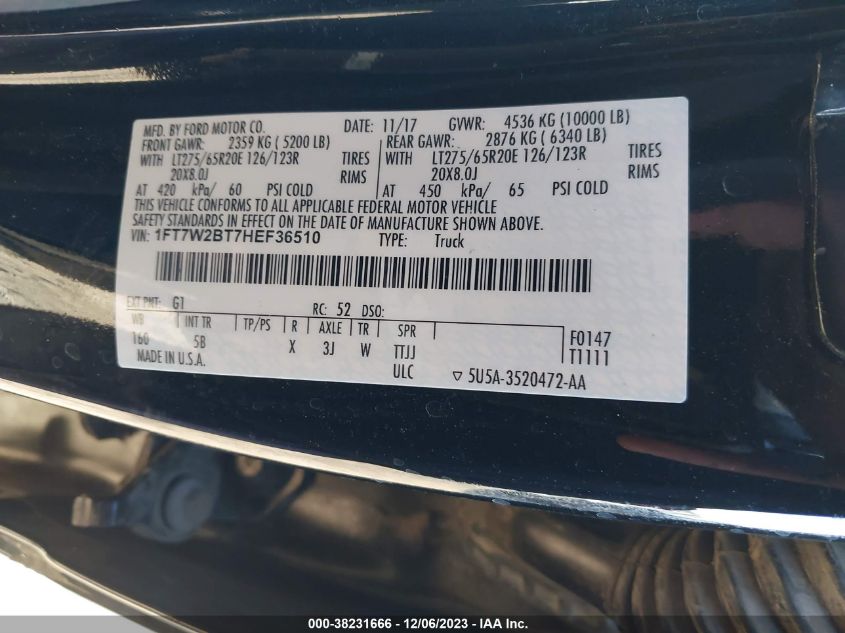 MFD. BY FORD MOTOR CO. DATE: 11/17 GVWR: 4536 KG (10000 LB)
FRONT GAWR: 2359 KG ( 5200 LB) REAR GAWR: 2876 KG ( 6340 LB)
WITH LT275/65R20E 126/123R TIRES WITH LT275/65R20E 126/123R TIRES
20X8.0J RIMS 20X8.0J RIMS
AT 420 kPa/ 60 PSI COLD AT 450 kPa/ 65 PSI COLD
THIS VEHICLE CONFORMS TO ALL APPLICABLE FEDERAL MOTOR VEHICLE
SAFETY STANDARDS IN EFFECT ON THE DATE OF MANUFACTURE SHOWN ABOVE.
VIN: 1FT7W2BT7HEF36510 TYPE: Truck
EXT PNT: G1 RC: 52 DSO:
WB INT TR TP/PS R AXLE TR SPR F0147
160 5B X 3J W TTJJ T1111
MADE IN U.S.A. ULC ▽ 5U5A-3520472-AA
000-38231666 - 12/06/2023 - IAA Inc.